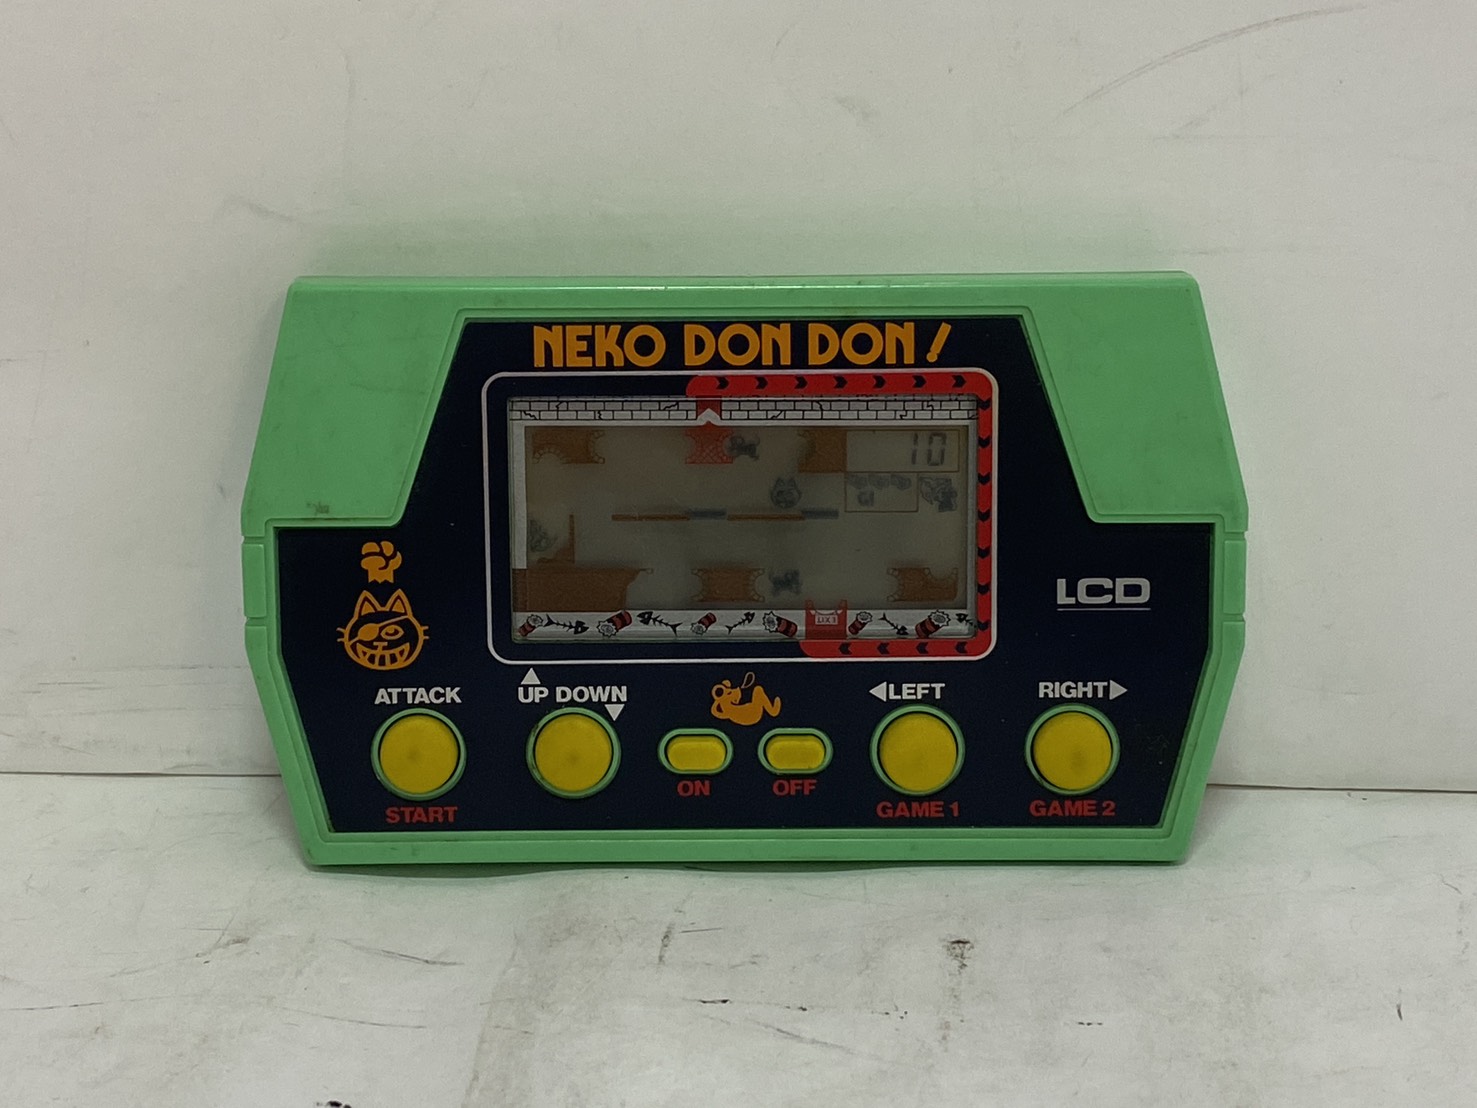 NEKO DON DON!
10
LCD
ATTACK
UP DOWN
LEFT
RIGHT
ON
OFF
START
GAME 1
GAME 2